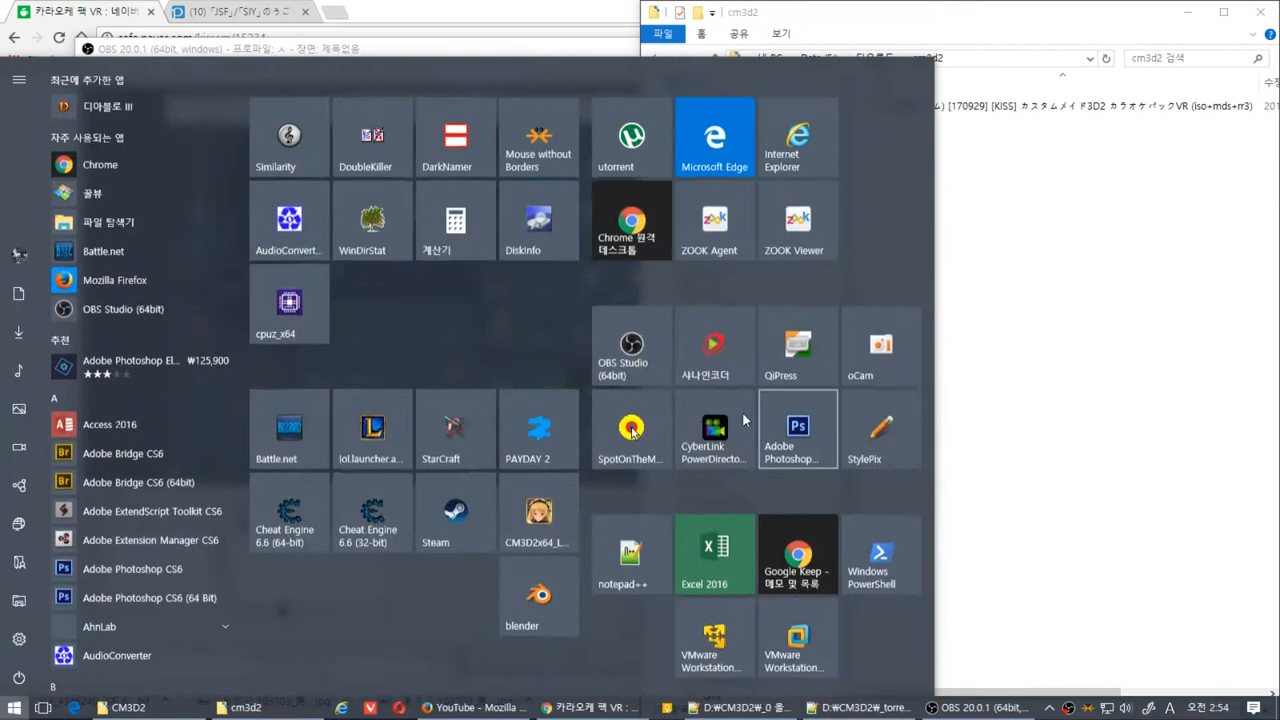 카라오케 팩 VR : 네이버
(10)「JSF」/「SIY」のう
cafe.naver.com/kisscm/15234
cm3d2
파일
홈
공유
보기
OBS 20.0.1 (64bit, windows) - 프로파일: ㅅ - 장면: 제목없음
cm3d2 검색
) [170929] [KISS] カスタムメイド3D2 カラオケパックVR (iso+mds+rr3)
최근에 추가한 앱
디아블로 III
자주 사용되는 앱
Chrome
꿀뷰
파일 탐색기
Battle.net
Mozilla Firefox
OBS Studio (64bit)
추천
Adobe Photoshop El... ₩125,900
A
Access 2016
Adobe Bridge CS6
Adobe Bridge CS6 (64bit)
Adobe ExtendScript Toolkit CS6
Adobe Extension Manager CS6
Adobe Photoshop CS6
Adobe Photoshop CS6 (64 Bit)
AhnLab
AudioConverter
B
Similarity
DoubleKiller
DarkNamer
Mouse without
Borders
AudioConvert...
WinDirStat
계산기
DiskInfo
cpuz_x64
Battle.net
lol.launcher.a...
StarCraft
PAYDAY 2
Cheat Engine
6.6 (64-bit)
Cheat Engine
6.6 (32-bit)
Steam
CM3D2x64_L...
blender
utorrent
Microsoft Edge
Internet
Explorer
Chrome 원격
데스크톱
ZOOK Agent
ZOOK Viewer
OBS Studio
(64bit)
샤나인코더
QiPress
oCam
SpotOnTheM...
CyberLink
PowerDirecto...
Adobe
Photoshop...
StylePix
notepad++
Excel 2016
Google Keep -
메모 및 목록
Windows
PowerShell
VMware
Workstation...
VMware
Workstation...
CM3D2
cm3d2
YouTube - Mozilla...
카라오케 팩 VR : ...
D:₩CM3D2₩_0 울...
D:₩CM3D2₩_torre...
OBS 20.0.1 (64bit,...
A
오전 2:54